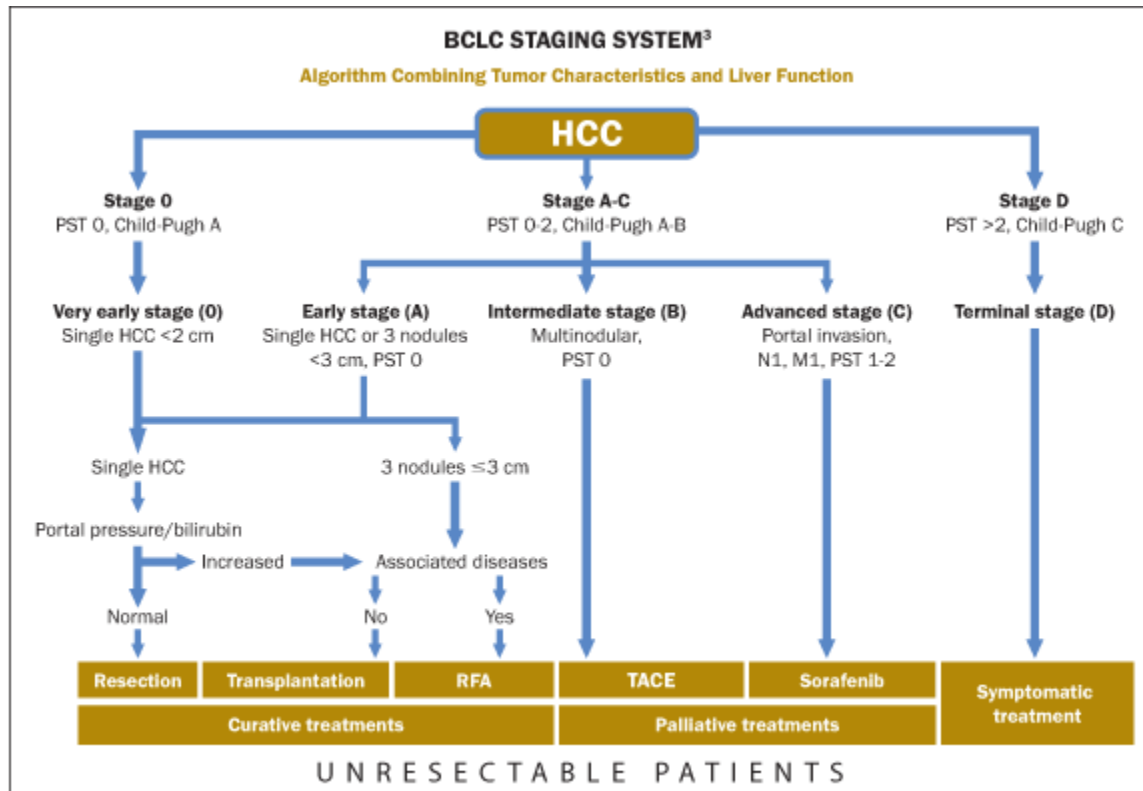 BCLC STAGING SYSTEM³
Algorithm Combining Tumor Characteristics and Liver Function
HCC
Stage 0
PST 0, Child-Pugh A
Stage A-C
PST 0-2, Child-Pugh A-B
Stage D
PST >2, Child-Pugh C
Very early stage (0)
Single HCC <2 cm
Early stage (A)
Single HCC or 3 nodules
<3 cm, PST 0
Intermediate stage (B)
Multinodular,
PST 0
Advanced stage (C)
Portal invasion,
N1, M1, PST 1-2
Terminal stage (D)
Single HCC
3 nodules ≤3 cm
Portal pressure/bilirubin
Increased
Associated diseases
Normal
No
Yes
Resection
Transplantation
RFA
TACE
Sorafenib
Symptomatic
treatment
Curative treatments
Palliative treatments
UNRESECTABLE PATIENTS